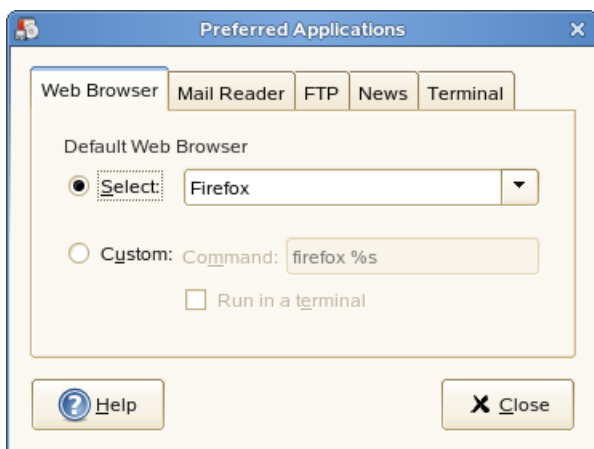 Preferred Applications
Web Browser Mail Reader FTP News Terminal
Default Web Browser
Select: Firefox
Custom: Command: firefox %s
Run in a terminal
Help Close